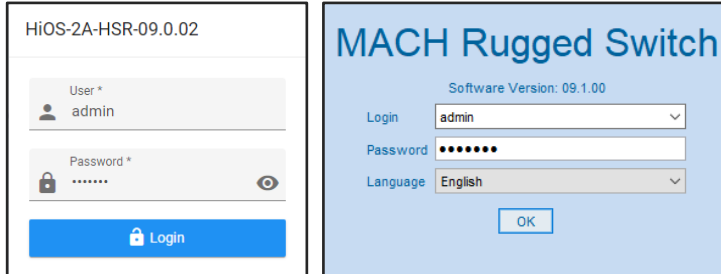 HiOS-2A-HSR-09.0.02
User *
admin
Password *
•••••••
Login
MACH Rugged Switch
Software Version: 09.1.00
Login admin
Password •••••••
Language English
OK